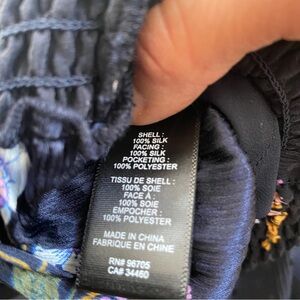 SHELL :
100% SILK
FACING :
100% SILK
POCKETING :
100% POLYESTER
TISSU DE SHELL :
100% SOIE
FACE À :
100% SOIE
EMPOCHER :
100% POLYESTER
MADE IN CHINA
FABRIQUE EN CHINE
RN# 96705
CA# 34460